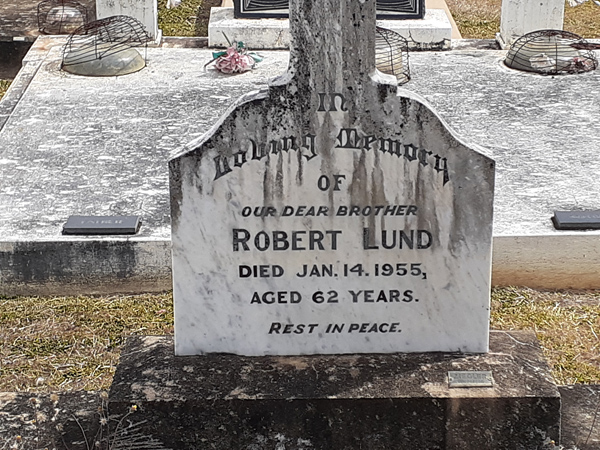 IN
Loving Memory
OF
OUR DEAR BROTHER
ROBERT LUND
DIED JAN. 14. 1955,
AGED 62 YEARS.
REST IN PEACE.